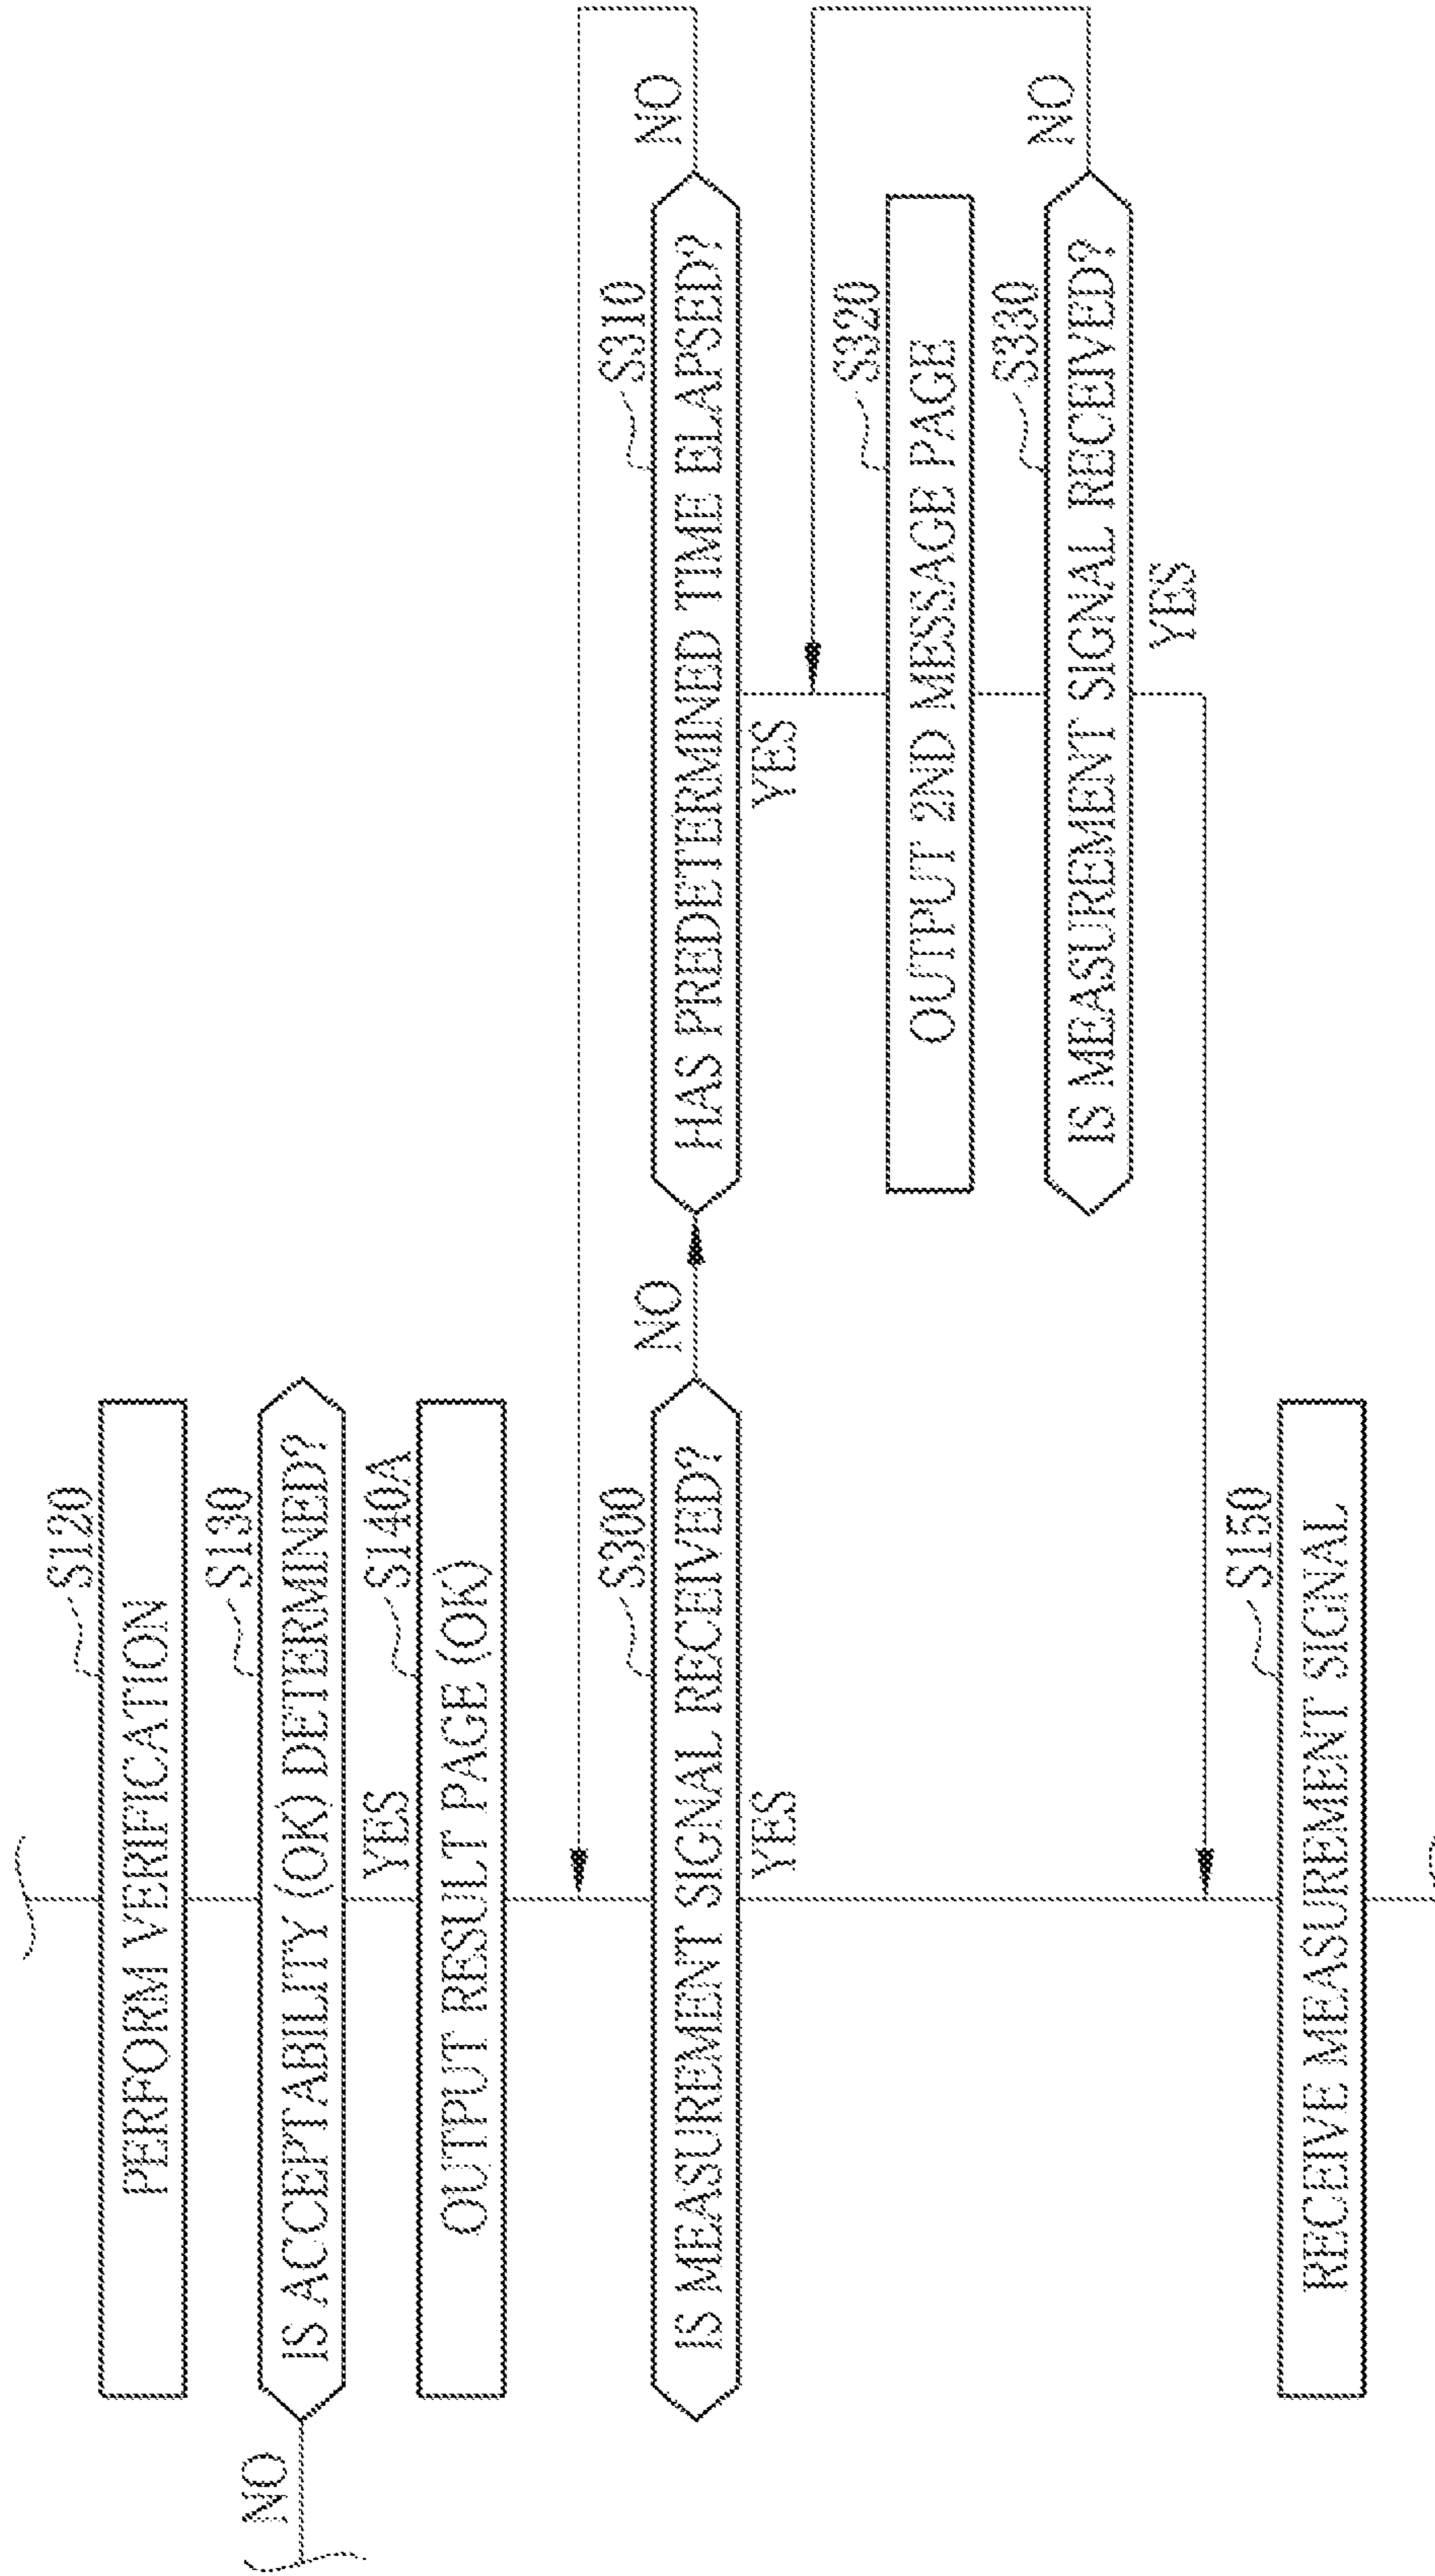 S120
PERFORM VERIFICATION
S130
IS ACCEPTABILITY (OK) DETERMINED?
NO
YES
S140A
OUTPUT RESULT PAGE (OK)
S300
IS MEASUREMENT SIGNAL RECEIVED?
NO
YES
S310
HAS PREDETERMINED TIME ELAPSED?
NO
YES
S320
OUTPUT 2ND MESSAGE PAGE
S330
IS MEASUREMENT SIGNAL RECEIVED?
NO
YES
S150
RECEIVE MEASUREMENT SIGNAL